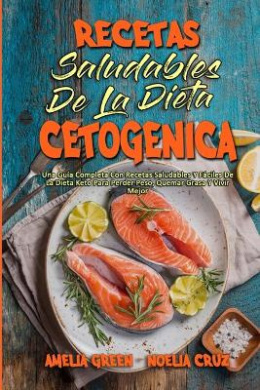 RECETAS
Saludables
De La Dieta
CETOGENICA
Una Guía Completa Con Recetas Saludables Y Fáciles De
La Dieta Keto Para Perder Peso, Quemar Grasa Y Vivir
Mejor
AMELIA GREEN NOELIA CRUZ